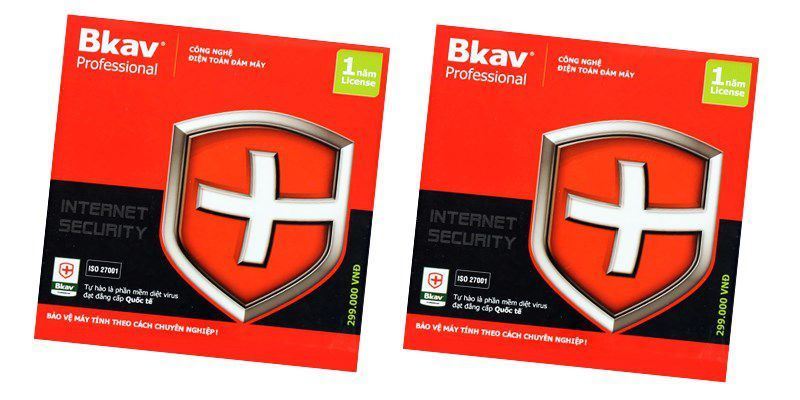 Bkav®
Professional
CÔNG NGHỆ
ĐIỆN TOÁN ĐÁM MÂY
1 năm
License
INTERNET
SECURITY
ISO 27001
Bkav
Tự hào là phần mềm diệt virus
đạt đẳng cấp Quốc tế
299.000 VNĐ
BẢO VỆ MÁY TÍNH THEO CÁCH CHUYÊN NGHIỆP!
Bkav®
Professional
CÔNG NGHỆ
ĐIỆN TOÁN ĐÁM MÂY
1 năm
License
INTERNET
SECURITY
ISO 27001
Bkav
Tự hào là phần mềm diệt virus
đạt đẳng cấp Quốc tế
299.000 VNĐ
BẢO VỆ MÁY TÍNH THEO CÁCH CHUYÊN NGHIỆP!